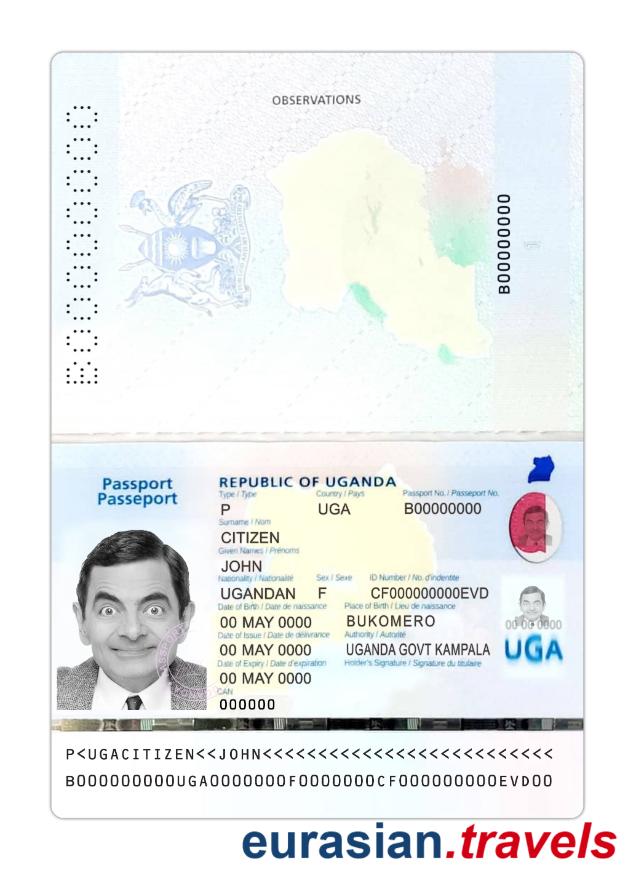 OBSERVATIONS
B00000000
B00000000
Passport
Passeport
REPUBLIC OF UGANDA
Type / Type Country / Pays Passport No. / Passeport No.
P UGA B00000000
Surname / Nom
CITIZEN
Given Names / Prénoms
JOHN
Nationality / Nationalité Sex / Sexe ID Number / No. d'identite
UGANDAN F CF000000000EVD
Date of Birth / Date de naissance Place of Birth / Lieu de naissance
00 MAY 0000 BUKOMERO
Date of Issue / Date de délivrance Authority / Autorité
00 MAY 0000 UGANDA GOVT KAMPALA
Date of Expiry / Date d'expiration Holder's Signature / Signature du titulaire
00 MAY 0000
CAN
000000
00 00 0000
UGA
P<UGACITIZEN<<JOHN<<<<<<<<<<<<<<<<<<<<<<<<<<
B000000000UGA0000000F0000000CF000000000EVD00
eurasian.travels